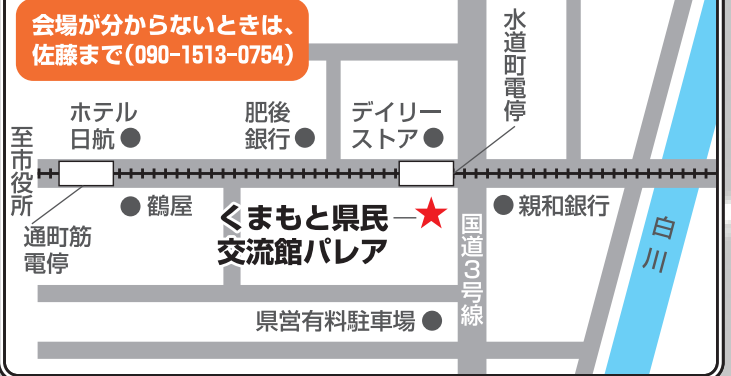 会場が分からないときは、
佐藤まで(090-1513-0754)
水道町電停
ホテル
日航
肥後
銀行
デイリー
ストア
至市役所
鶴屋
くまもと県民
交流館パレア
親和銀行
通町筋
電停
国道3号線
白川
県営有料駐車場